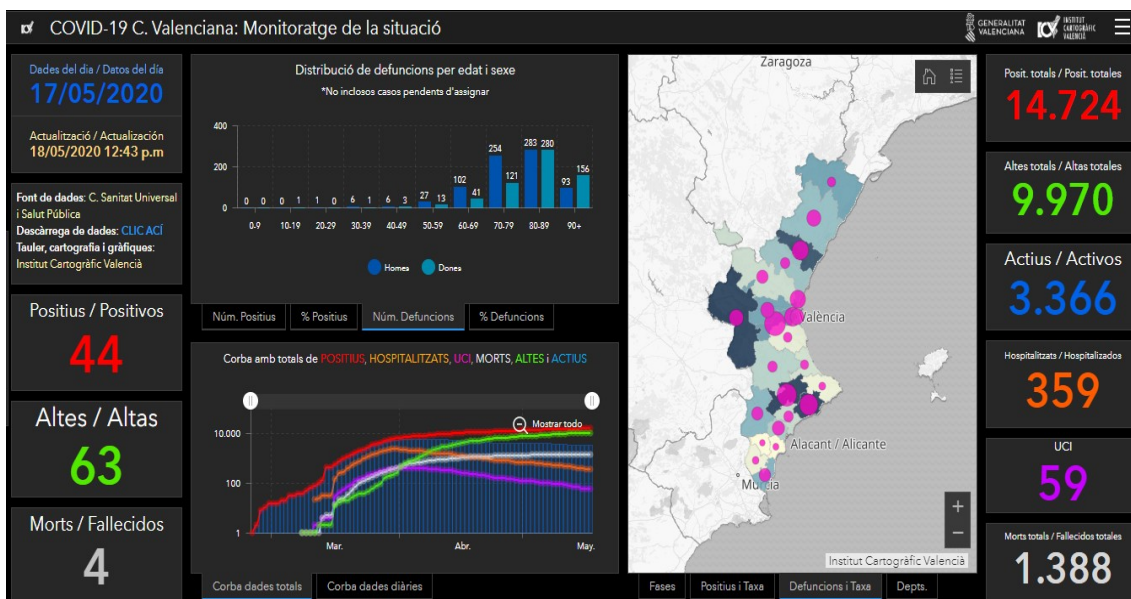 COVID-19 C. Valenciana: Monitoratge de la situació
GENERALITAT
VALENCIANA
INSTITUT
CARTOGRÀFIC
VALENCIÀ
Dades del dia / Datos del día
17/05/2020
Actualització / Actualización
18/05/2020 12:43 p.m
Font de dades: C. Sanitat Universal
i Salut Pública
Descàrrega de dades: CLIC ACÍ
Tauler, cartografia i gràfiques:
Institut Cartogràfic Valencià
Positius / Positivos
44
Altes / Altas
63
Morts / Fallecidos
4
Distribució de defuncions per edat i sexe
*No inclosos casos pendents d'assignar
400
200
0
0 0 0 1 1 0 6 1 6 3 27 13 102 41 254 121 283 280 93 156
0-9 10-19 20-29 30-39 40-49 50-59 60-69 70-79 80-89 90+
Homes Dones
Núm. Positius % Positius Núm. Defuncions % Defuncions
Corba amb totals de POSITIUS, HOSPITALITZATS, UCI, MORTS, ALTES i ACTIUS
Mostrar todo
10.000
100
1
Mar. Abr. May.
Corba dades totals Corba dades diàries
Zaragoza
València
Alacant / Alicante
Murcia
+
−
Institut Cartogràfic Valencià
Fases Positius i Taxa Defuncions i Taxa Depts.
Posit. totals / Posit. totales
14.724
Altes totals / Altas totales
9.970
Actius / Activos
3.366
Hospitalitzats / Hospitalizados
359
UCI
59
Morts totals / Fallecidos totales
1.388